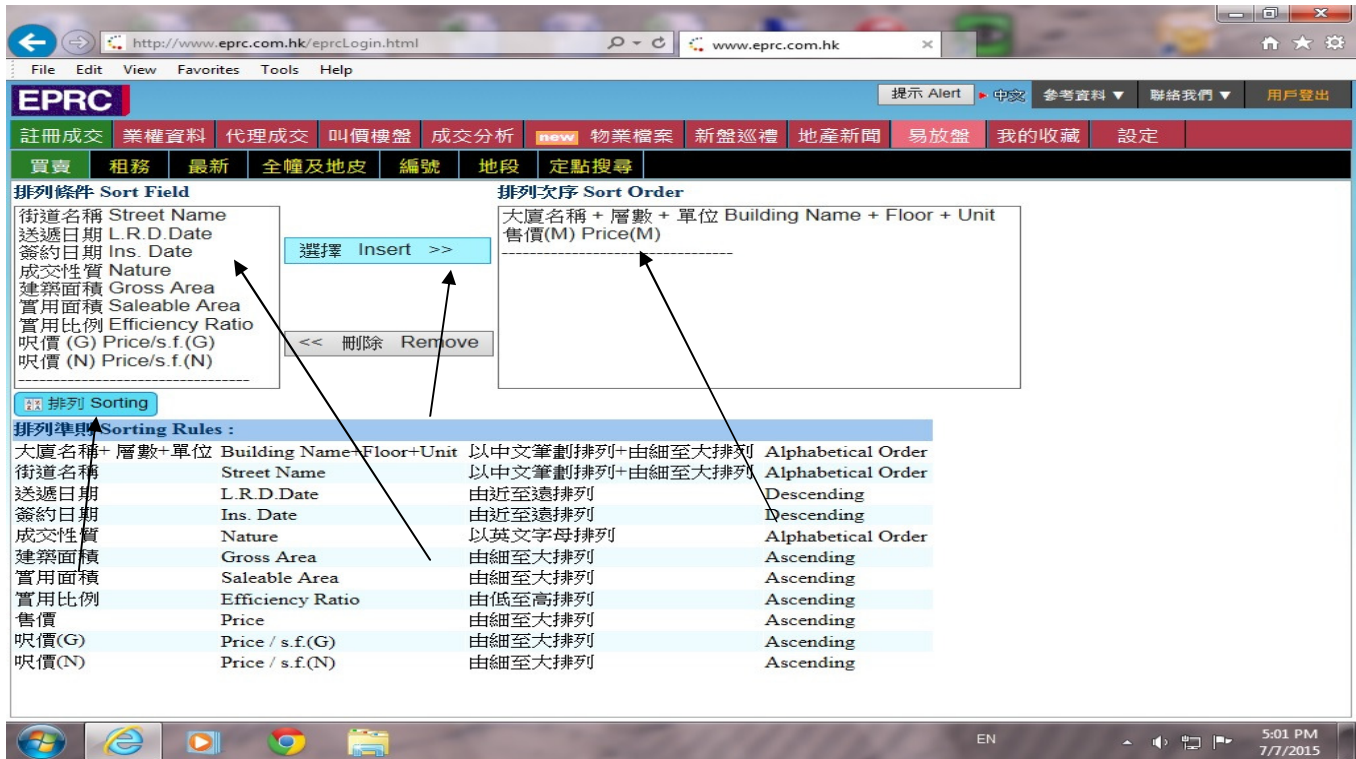 http://www.eprc.com.hk/eprcLogin.html
www.eprc.com.hk
File Edit View Favorites Tools Help
EPRC
提示 Alert
中文 參考資料 ▼ 聯絡我們 ▼ 用戶登出
註冊成交 業權資料 代理成交 叫價樓盤 成交分析 new 物業檔案 新盤巡禮 地產新聞 易放盤 我的收藏 設定
買賣 租務 最新 全幢及地皮 編號 地段 定點搜尋
排列條件 Sort Field
街道名稱 Street Name
送遞日期 L.R.D.Date
簽約日期 Ins. Date
成交性質 Nature
建築面積 Gross Area
實用面積 Saleable Area
實用比例 Efficiency Ratio
呎價 (G) Price/s.f.(G)
呎價 (N) Price/s.f.(N)
---------------------------------
選擇 Insert >>
<< 刪除 Remove
排列次序 Sort Order
大廈名稱 + 層數 + 單位 Building Name + Floor + Unit
售價(M) Price(M)
---------------------------------
排列 Sorting
排列準則 Sorting Rules :
大廈名稱+ 層數+單位 Building Name+Floor+Unit 以中文筆劃排列+由細至大排列 Alphabetical Order
街道名稱 Street Name 以中文筆劃排列+由細至大排列 Alphabetical Order
送遞日期 L.R.D.Date 由近至遠排列 Descending
簽約日期 Ins. Date 由近至遠排列 Descending
成交性質 Nature 以英文字母排列 Alphabetical Order
建築面積 Gross Area 由細至大排列 Ascending
實用面積 Saleable Area 由細至大排列 Ascending
實用比例 Efficiency Ratio 由低至高排列 Ascending
售價 Price 由細至大排列 Ascending
呎價(G) Price / s.f.(G) 由細至大排列 Ascending
呎價(N) Price / s.f.(N) 由細至大排列 Ascending
EN
5:01 PM
7/7/2015